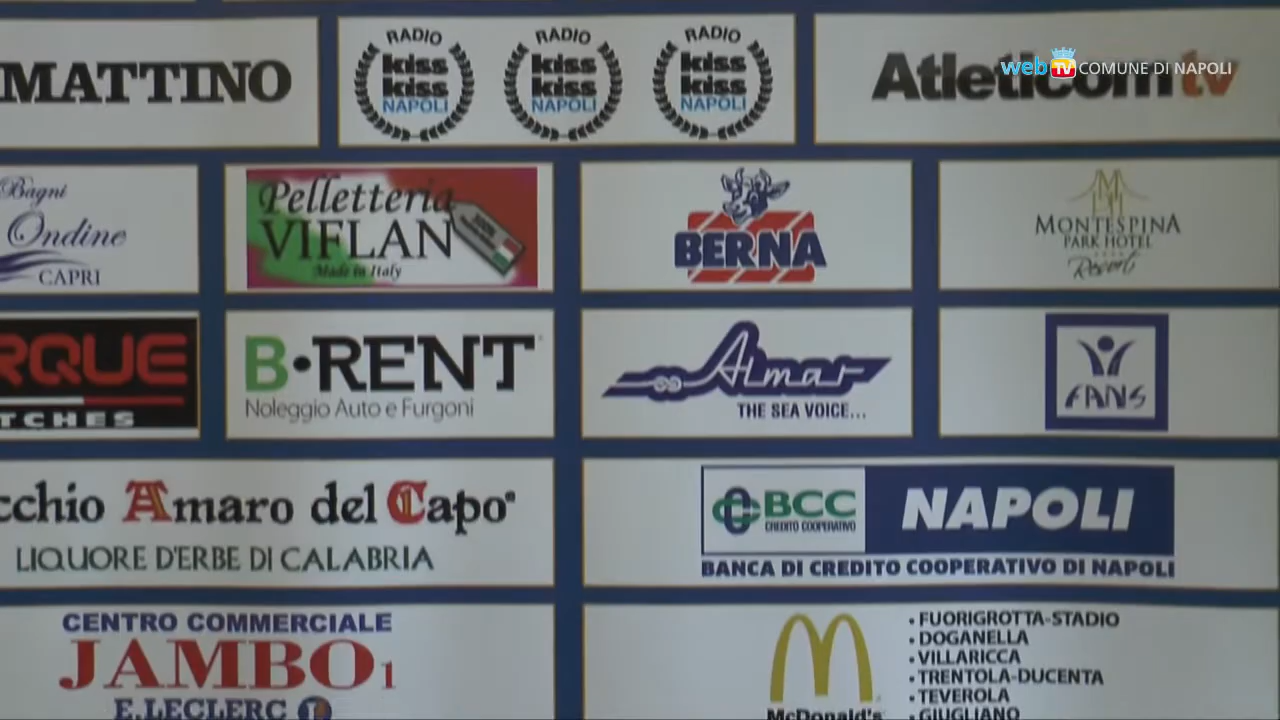 MATTINO
RADIO kiss kiss NAPOLI
RADIO kiss kiss NAPOLI
RADIO kiss kiss NAPOLI
Atleticom tv
web TV COMUNE DI NAPOLI
Bagni
Ondine
CAPRI
Pelletteria
VIFLAN
Made in Italy
BERNA
MONTESPINA
PARK HOTEL
Resort
RQUE
TCHES
B•RENT
Noleggio Auto e Furgoni
Almar
THE SEA VOICE...
FANS
cchio Amaro del Capo®
LIQUORE D'ERBE DI CALABRIA
BCC
CREDITO COOPERATIVO
NAPOLI
BANCA DI CREDITO COOPERATIVO DI NAPOLI
CENTRO COMMERCIALE
JAMBO1
E.LECLERC
McDonald's
• FUORIGROTTA-STADIO
• DOGANELLA
• VILLARICCA
• TRENTOLA-DUCENTA
• TEVEROLA
• GIUGLIANO